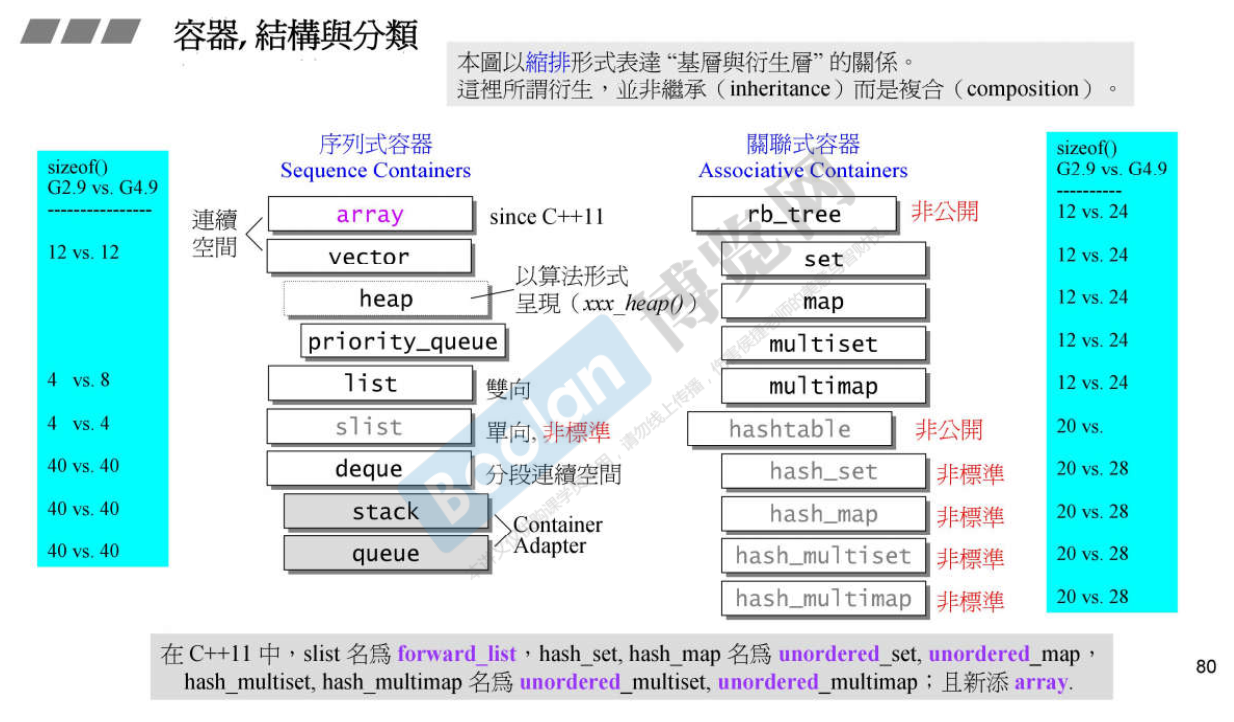 容器, 結構與分類
本圖以縮排形式表達 “基層與衍生層” 的關係。
這裡所謂衍生，並非繼承（inheritance）而是複合（composition）。
sizeof()
G2.9 vs. G4.9
----------------
12 vs. 12
4 vs. 8
4 vs. 4
40 vs. 40
40 vs. 40
40 vs. 40
序列式容器
Sequence Containers
連續
空間
array
since C++11
vector
heap
以算法形式
呈現（xxx_heap()）
priority_queue
list
雙向
slist
單向, 非標準
deque
分段連續空間
stack
queue
Container
Adapter
關聯式容器
Associative Containers
rb_tree
非公開
set
map
multiset
multimap
hashtable
非公開
hash_set
非標準
hash_map
非標準
hash_multiset
非標準
hash_multimap
非標準
sizeof()
G2.9 vs. G4.9
----------
12 vs. 24
12 vs. 24
12 vs. 24
12 vs. 24
12 vs. 24
20 vs.
20 vs. 28
20 vs. 28
20 vs. 28
20 vs. 28
Boolan 博览网
在 C++11 中，slist 名爲 forward_list，hash_set, hash_map 名爲 unordered_set, unordered_map，
hash_multiset, hash_multimap 名爲 unordered_multiset, unordered_multimap；且新添 array.
80